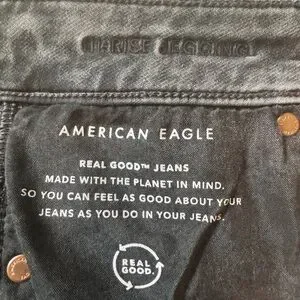 AMERICAN EAGLE
REAL GOOD™ JEANS
MADE WITH THE PLANET IN MIND.
SO YOU CAN FEEL AS GOOD ABOUT YOUR
JEANS AS YOU DO IN YOUR JEANS.
REAL
GOOD.